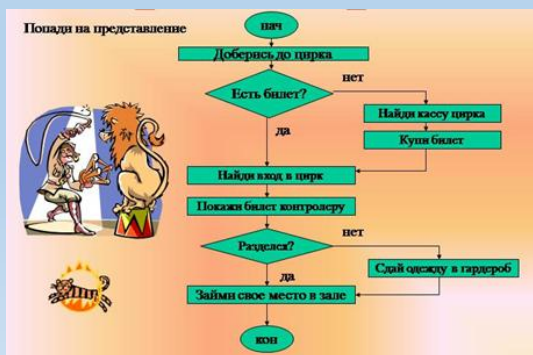 Попади на представление
нач
Доберись до цирка
Есть билет?
нет
да
Найди кассу цирка
Купи билет
Найди вход в цирк
Покажи билет контролеру
Разделся?
нет
да
Сдай одежду в гардероб
Займи свое место в зале
кон